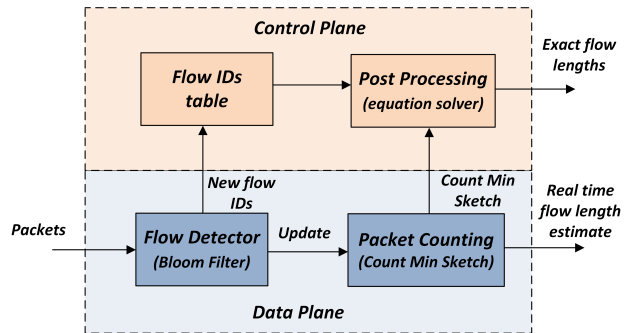 Control Plane
Exact flow
lengths
Flow IDs
table
Post Processing
(equation solver)
New flow
IDs
Count Min
Sketch
Packets
Flow Detector
(Bloom Filter)
Update
Packet Counting
(Count Min Sketch)
Real time
flow length
estimate
Data Plane